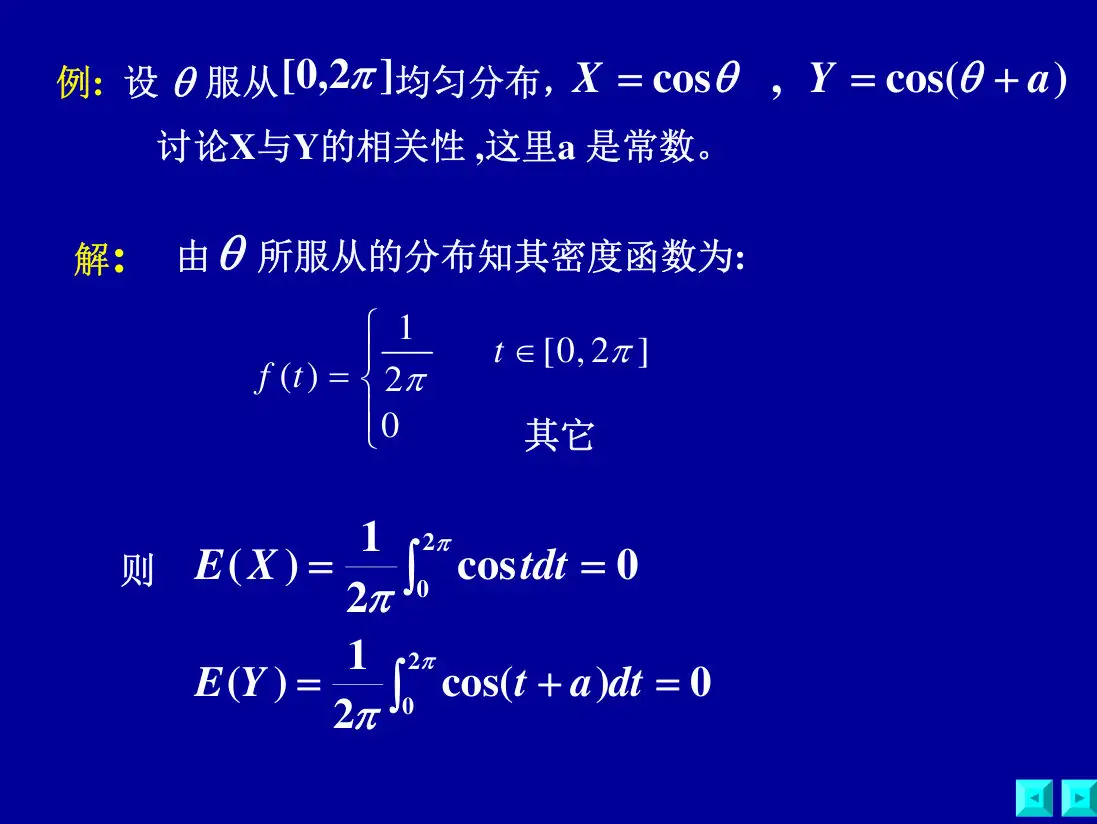 例: 设 θ 服从[0,2π]均匀分布, X = cosθ , Y = cos(θ + a)
讨论X与Y的相关性 ,这里a 是常数。
解: 由 θ 所服从的分布知其密度函数为:
f (t) = { 1/2π t ∈ [0, 2π]
0 其它
则 E(X) = 1/2π ∫₀^2π cos tdt = 0
E(Y) = 1/2π ∫₀^2π cos(t + a)dt = 0